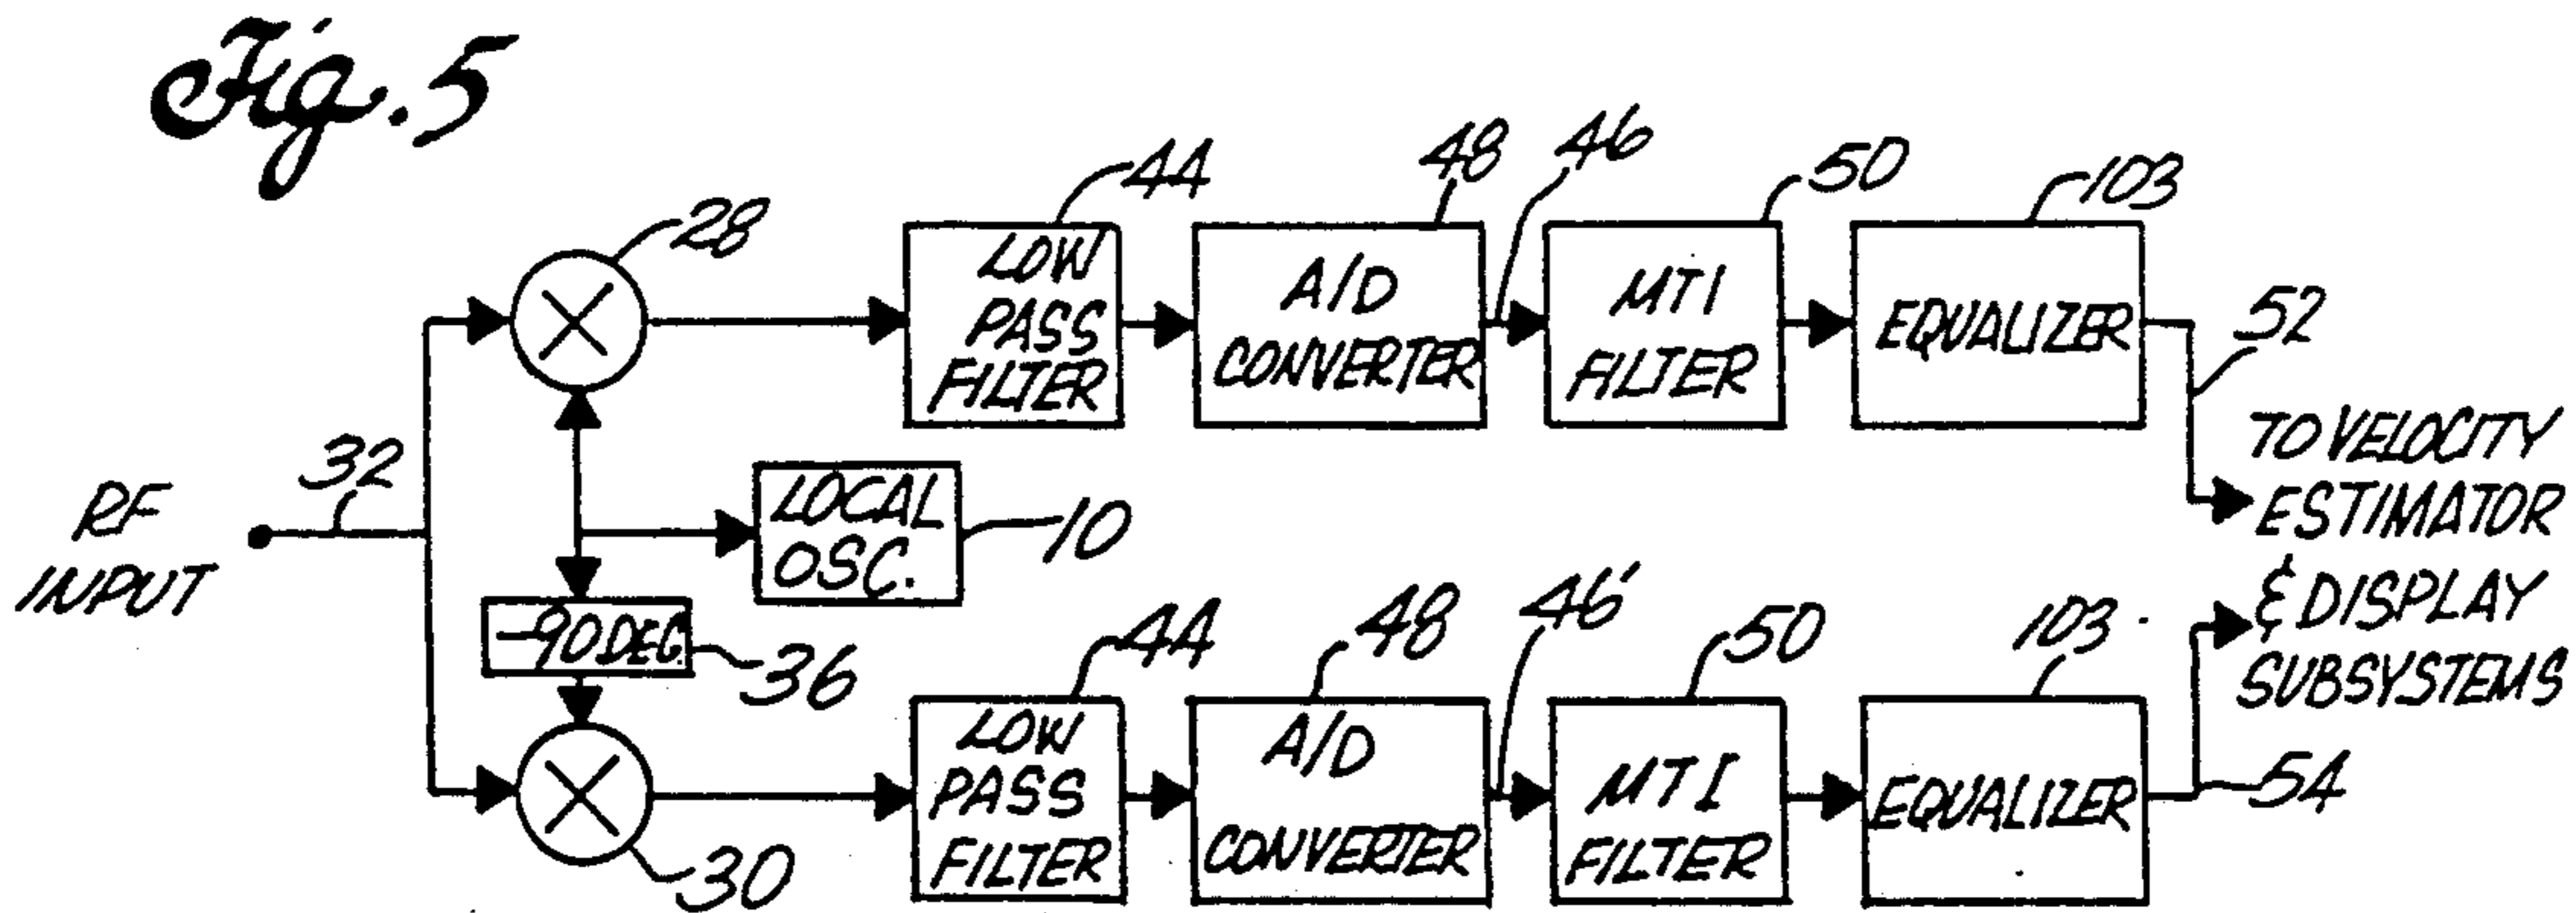 Fig. 5
28
44
48
46
50
103
LOW
PASS
FILTER
A/D
CONVERTER
MTI
FILTER
EQUALIZER
52
32
RF
INPUT
LOCAL
OSC.
10
TO VELOCITY
ESTIMATOR
& DISPLAY
SUBSYSTEMS
-90 DEG.
36
44
48
46'
50
103
LOW
PASS
FILTER
A/D
CONVERTER
MTI
FILTER
EQUALIZER
54
30